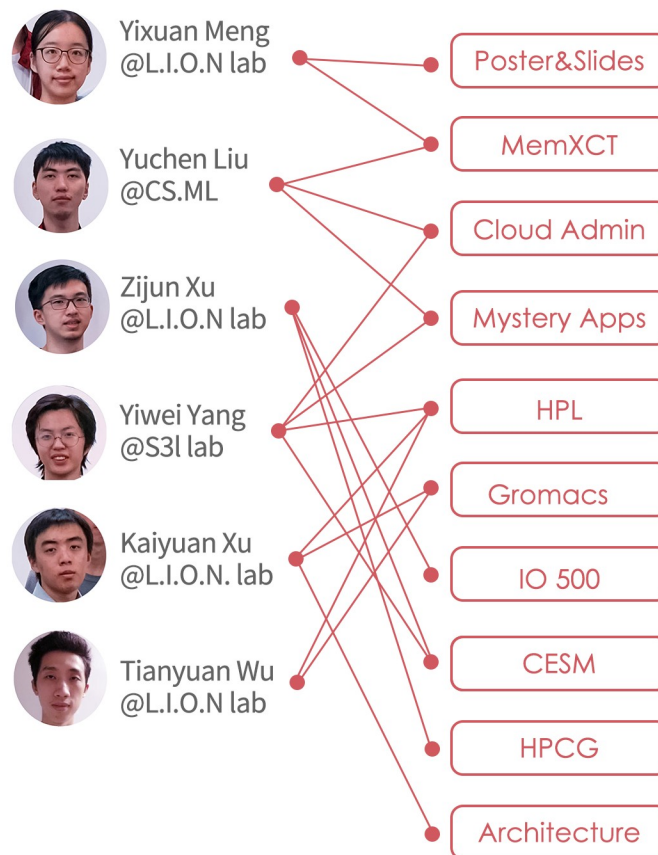 Yixuan Meng
@L.I.O.N lab
Poster&Slides
MemXCT
Yuchen Liu
@CS.ML
Cloud Admin
Zijun Xu
@L.I.O.N lab
Mystery Apps
Yiwei Yang
@S3l lab
HPL
Gromacs
Kaiyuan Xu
@L.I.O.N. lab
IO 500
Tianyuan Wu
@L.I.O.N lab
CESM
HPCG
Architecture